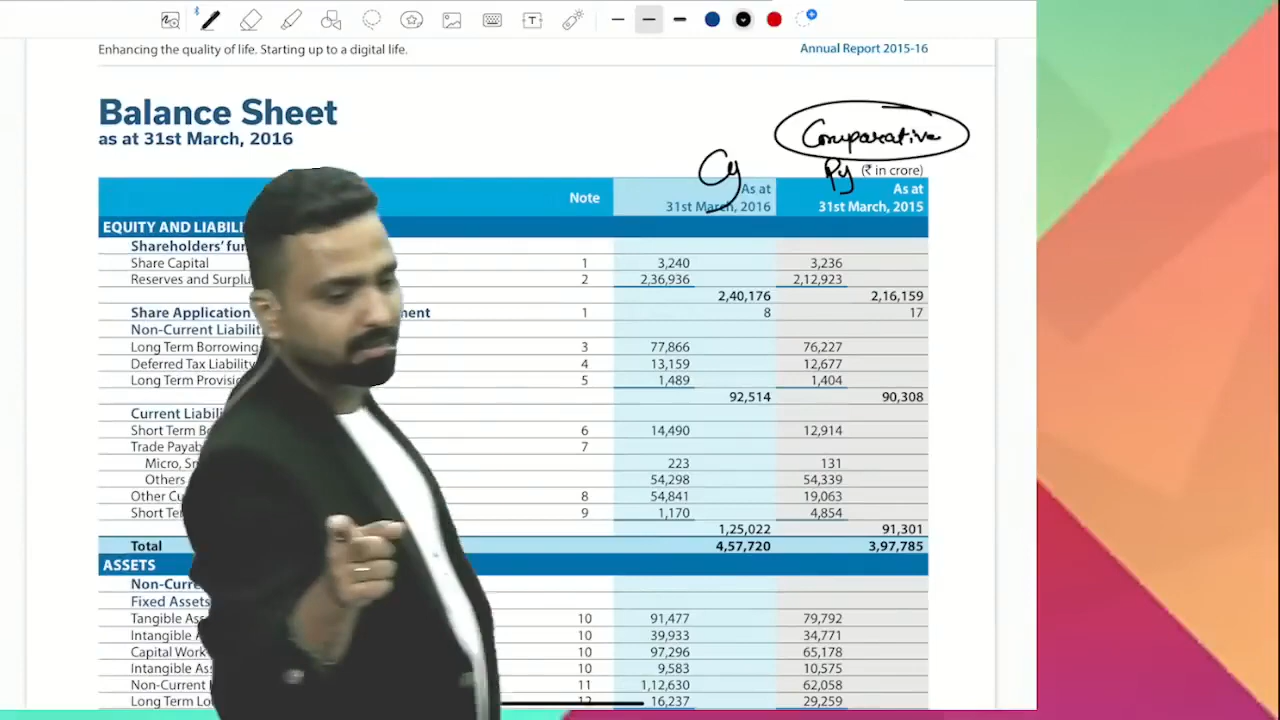 Enhancing the quality of life. Starting up to a digital life. Annual Report 2015-16
Balance Sheet
as at 31st March, 2016
Comparative
Cy Py (₹ in crore)
Note As at 31st March, 2016 As at 31st March, 2015
EQUITY AND LIABILI
Shareholders’ fun
Share Capital 1 3,240 3,236
Reserves and Surplu 2 2,36,936 2,12,923
2,40,176 2,16,159
Share Application ment 1 8 17
Non-Current Liabilit
Long Term Borrowing 3 77,866 76,227
Deferred Tax Liability 4 13,159 12,677
Long Term Provisi 5 1,489 1,404
92,514 90,308
Current Liabil
Short Term B 6 14,490 12,914
Trade Payab 7
Micro, Sm 223 131
Others 54,298 54,339
Other Cu 8 54,841 19,063
Short Te 9 1,170 4,854
1,25,022 91,301
Total 4,57,720 3,97,785
ASSETS
Non-Curre
Fixed Assets
Tangible Ass 10 91,477 79,792
Intangible A 10 39,933 34,771
Capital Work 10 97,296 65,178
Intangible Ass 10 9,583 10,575
Non-Current I 11 1,12,630 62,058
Long Term Lo 12 16,237 29,259